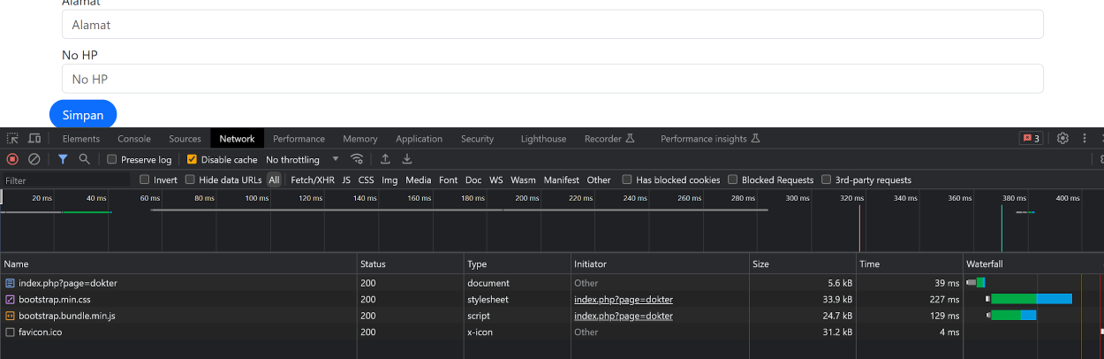 Alamat
Alamat
No HP
No HP
Simpan
Elements Console Sources Network Performance Memory Application Security Lighthouse Recorder Performance insights 3
Preserve log Disable cache No throttling
Filter Invert Hide data URLs All Fetch/XHR JS CSS Img Media Font Doc WS Wasm Manifest Other Has blocked cookies Blocked Requests 3rd-party requests
20 ms 40 ms 60 ms 80 ms 100 ms 120 ms 140 ms 160 ms 180 ms 200 ms 220 ms 240 ms 260 ms 280 ms 300 ms 320 ms 340 ms 360 ms 380 ms 400 ms
Name Status Type Initiator Size Time Waterfall
index.php?page=dokter 200 document Other 5.6 kB 39 ms
bootstrap.min.css 200 stylesheet index.php?page=dokter 33.9 kB 227 ms
bootstrap.bundle.min.js 200 script index.php?page=dokter 24.7 kB 129 ms
favicon.ico 200 x-icon Other 31.2 kB 4 ms